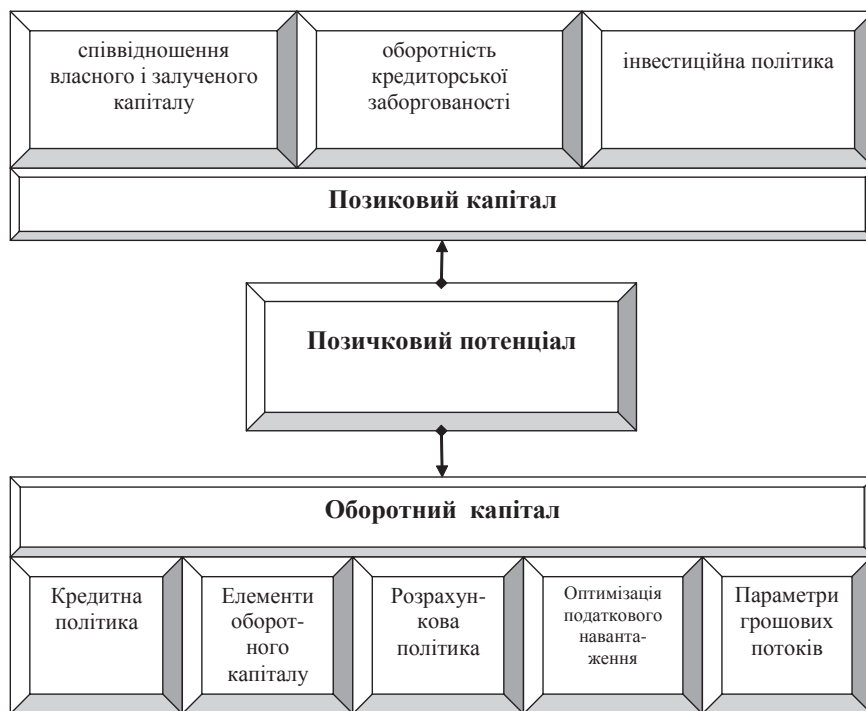 співвідношення
власного і залученого
капіталу
оборотність
кредиторської
заборгованості
інвестиційна політика
Позиковий капітал
Позичковий потенціал
Оборотний капітал
Кредитна
політика
Елементи
оборот-
ного
капіталу
Розрахун-
кова
політика
Оптимізація
податкового
наванта-
ження
Параметри
грошових
потоків